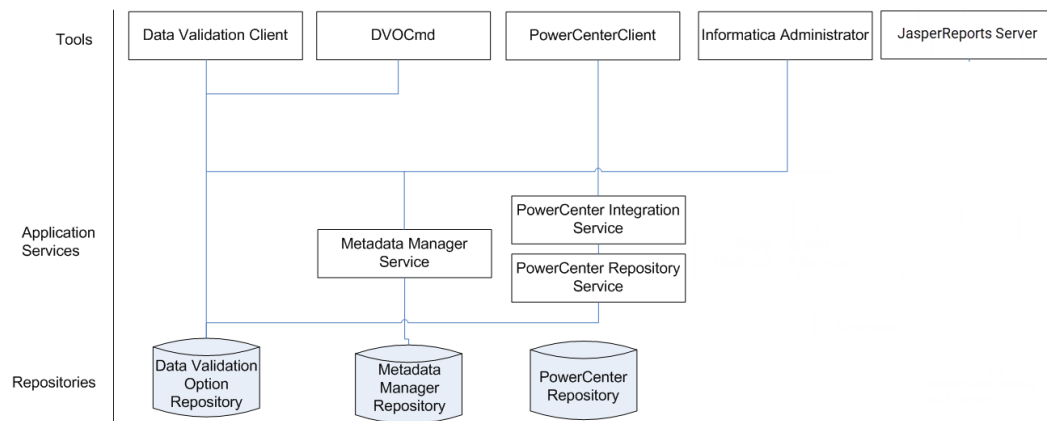 Tools
Data Validation Client
DVOCmd
PowerCenterClient
Informatica Administrator
JasperReports Server
Application
Services
PowerCenter Integration
Service
Metadata Manager
Service
PowerCenter Repository
Service
Repositories
Data Validation
Option
Repository
Metadata
Manager
Repository
PowerCenter
Repository